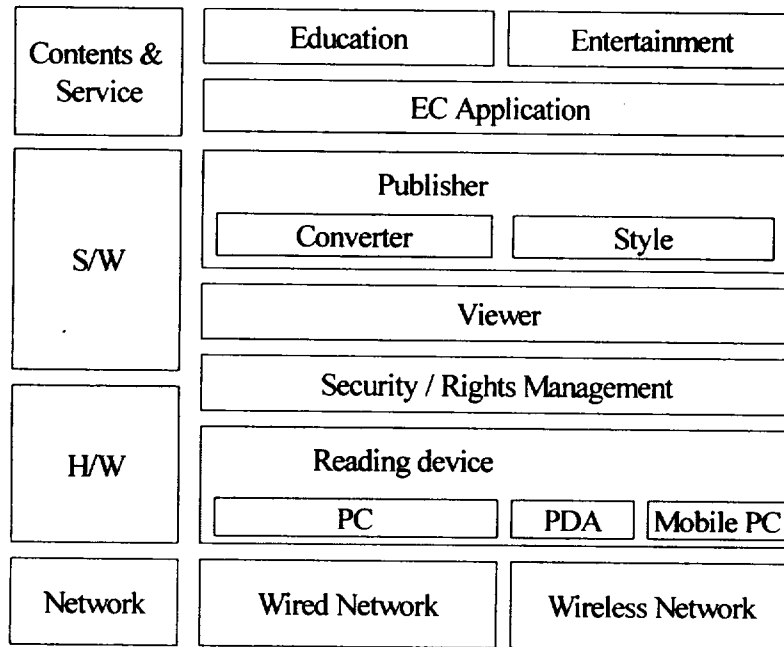 Contents &
Service
Education
Entertainment
EC Application
S/W
Publisher
Converter
Style
Viewer
Security / Rights Management
H/W
Reading device
PC
PDA
Mobile PC
Network
Wired Network
Wireless Network